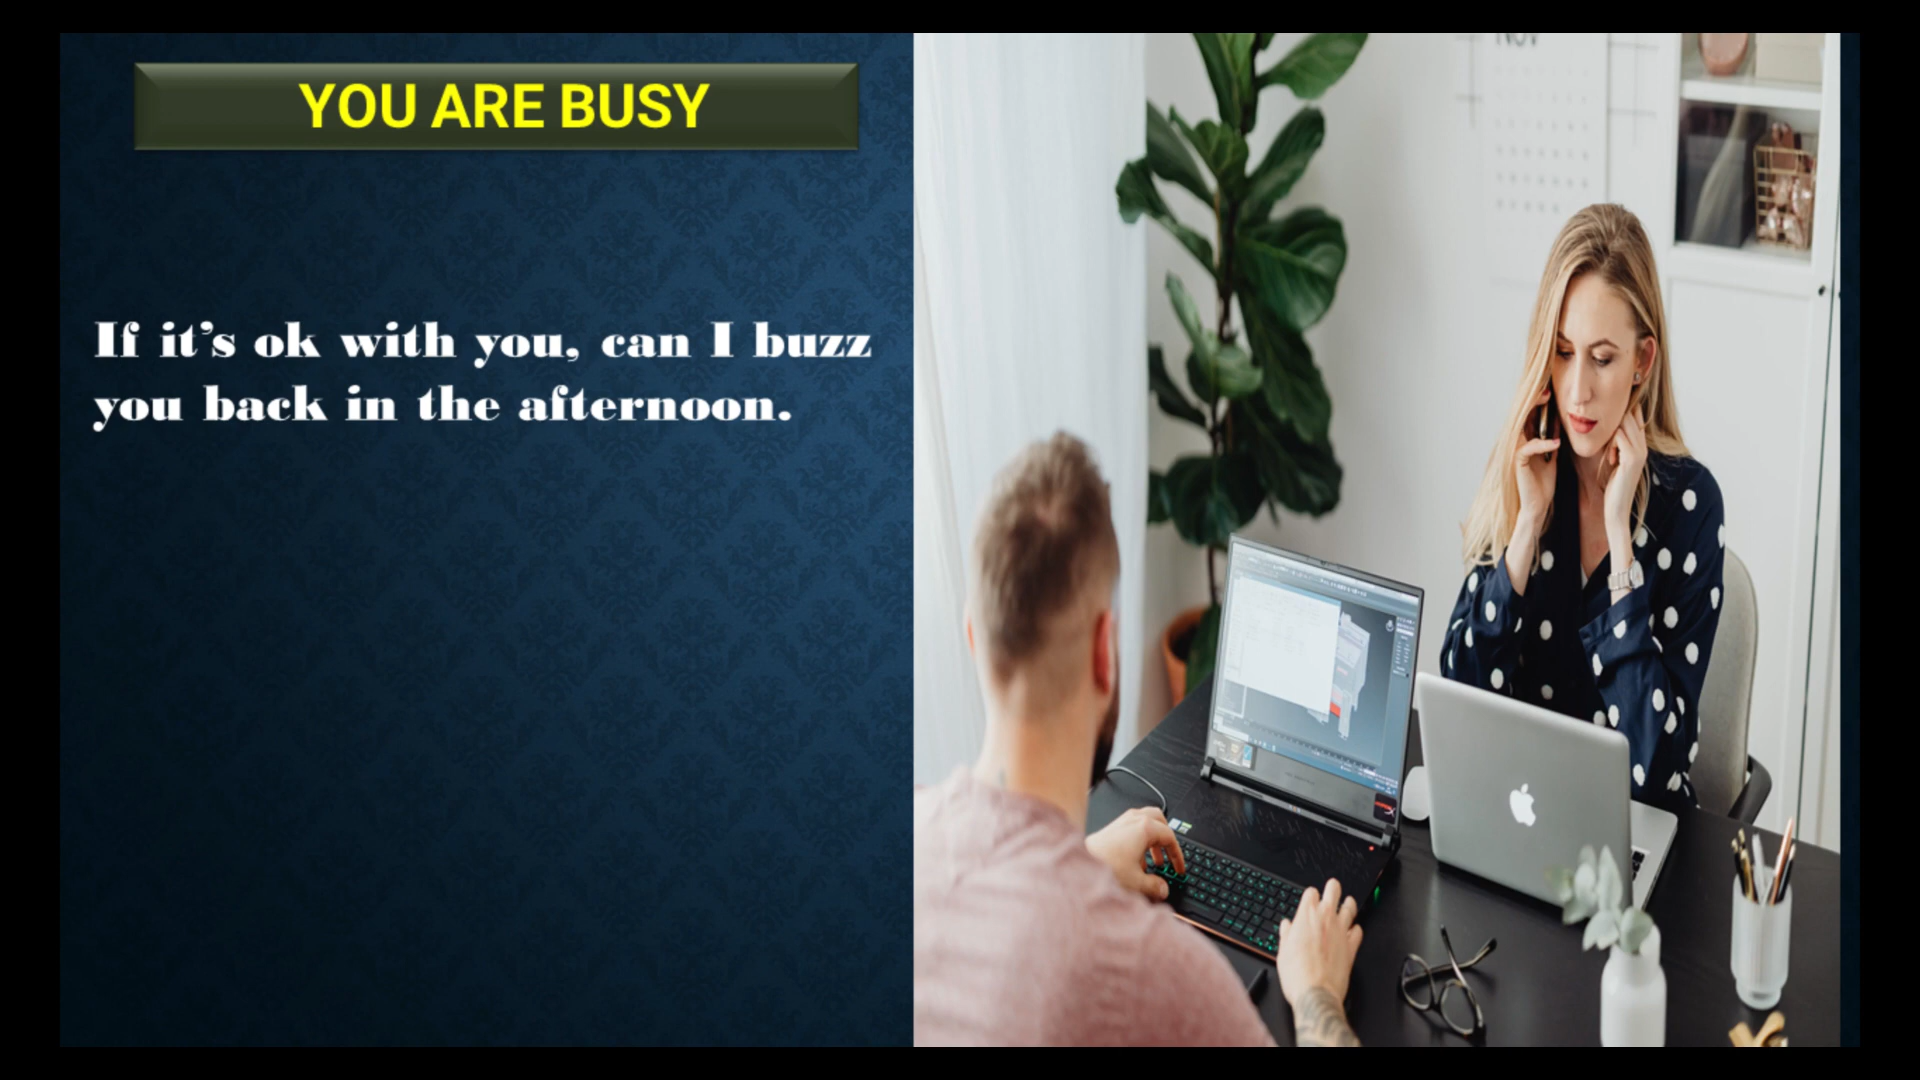 YOU ARE BUSY
If it’s ok with you, can I buzz
you back in the afternoon.